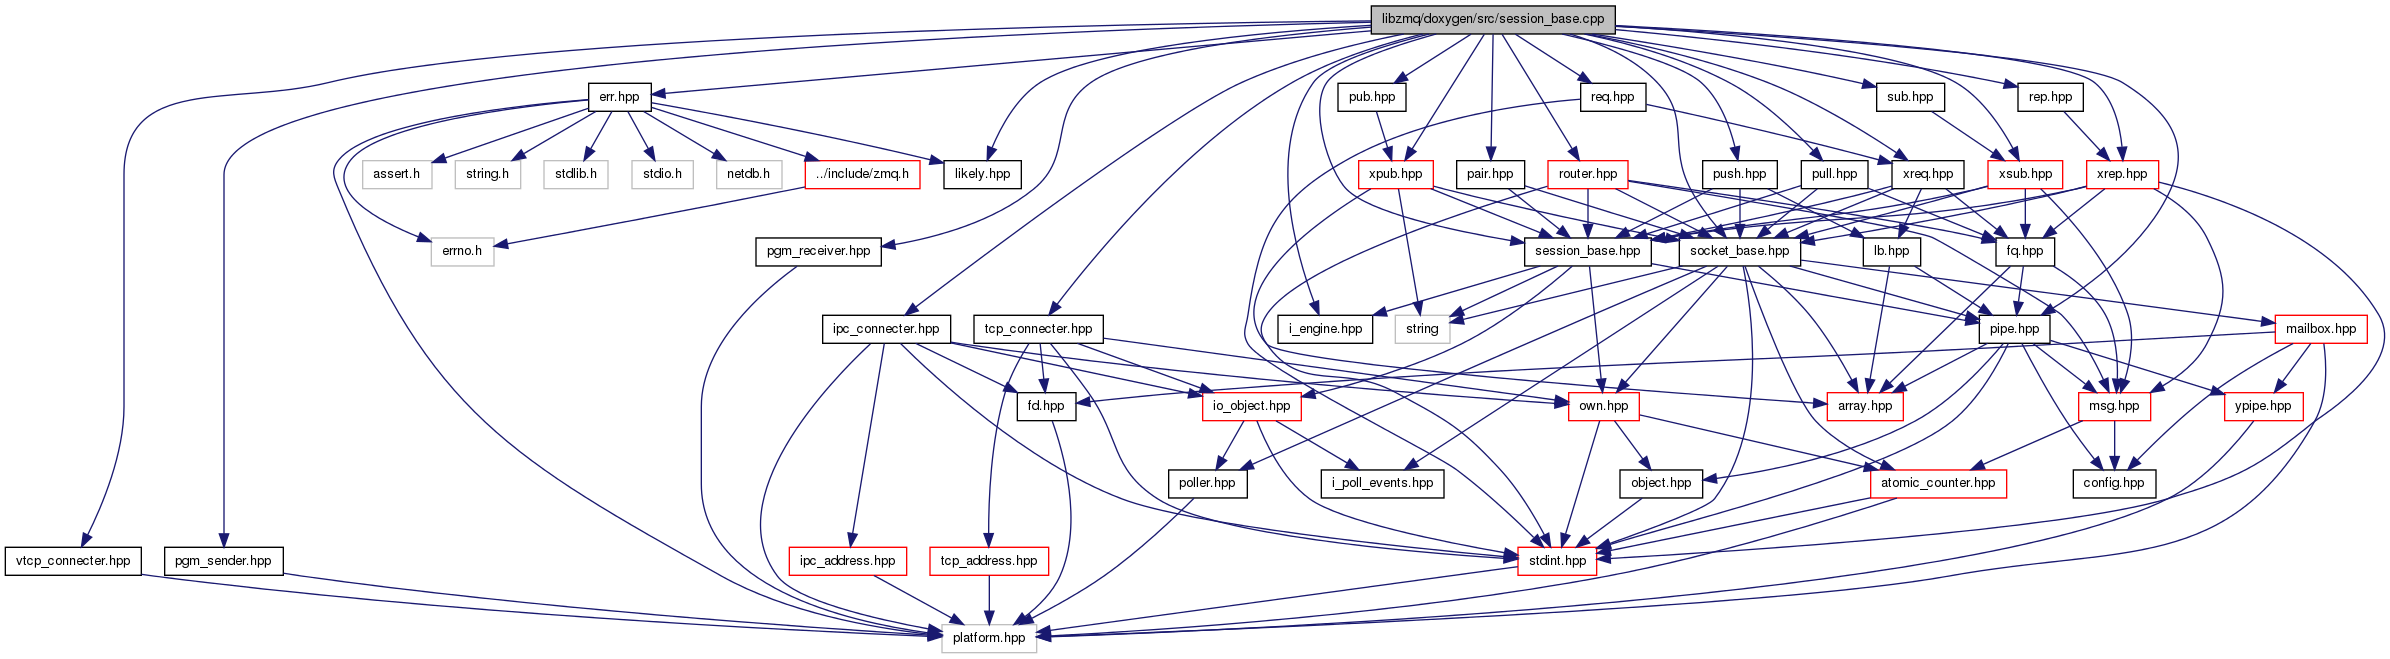 libzmq/doxygen/src/session_base.cpp
err.hpp
pub.hpp
req.hpp
sub.hpp
rep.hpp
assert.h
string.h
stdlib.h
stdio.h
netdb.h
../include/zmq.h
likely.hpp
xpub.hpp
pair.hpp
router.hpp
push.hpp
pull.hpp
xreq.hpp
xsub.hpp
xrep.hpp
errno.h
pgm_receiver.hpp
session_base.hpp
socket_base.hpp
lb.hpp
fq.hpp
ipc_connecter.hpp
tcp_connecter.hpp
i_engine.hpp
string
pipe.hpp
mailbox.hpp
fd.hpp
io_object.hpp
own.hpp
array.hpp
msg.hpp
ypipe.hpp
poller.hpp
i_poll_events.hpp
object.hpp
atomic_counter.hpp
config.hpp
vtcp_connecter.hpp
pgm_sender.hpp
ipc_address.hpp
tcp_address.hpp
stdint.hpp
platform.hpp